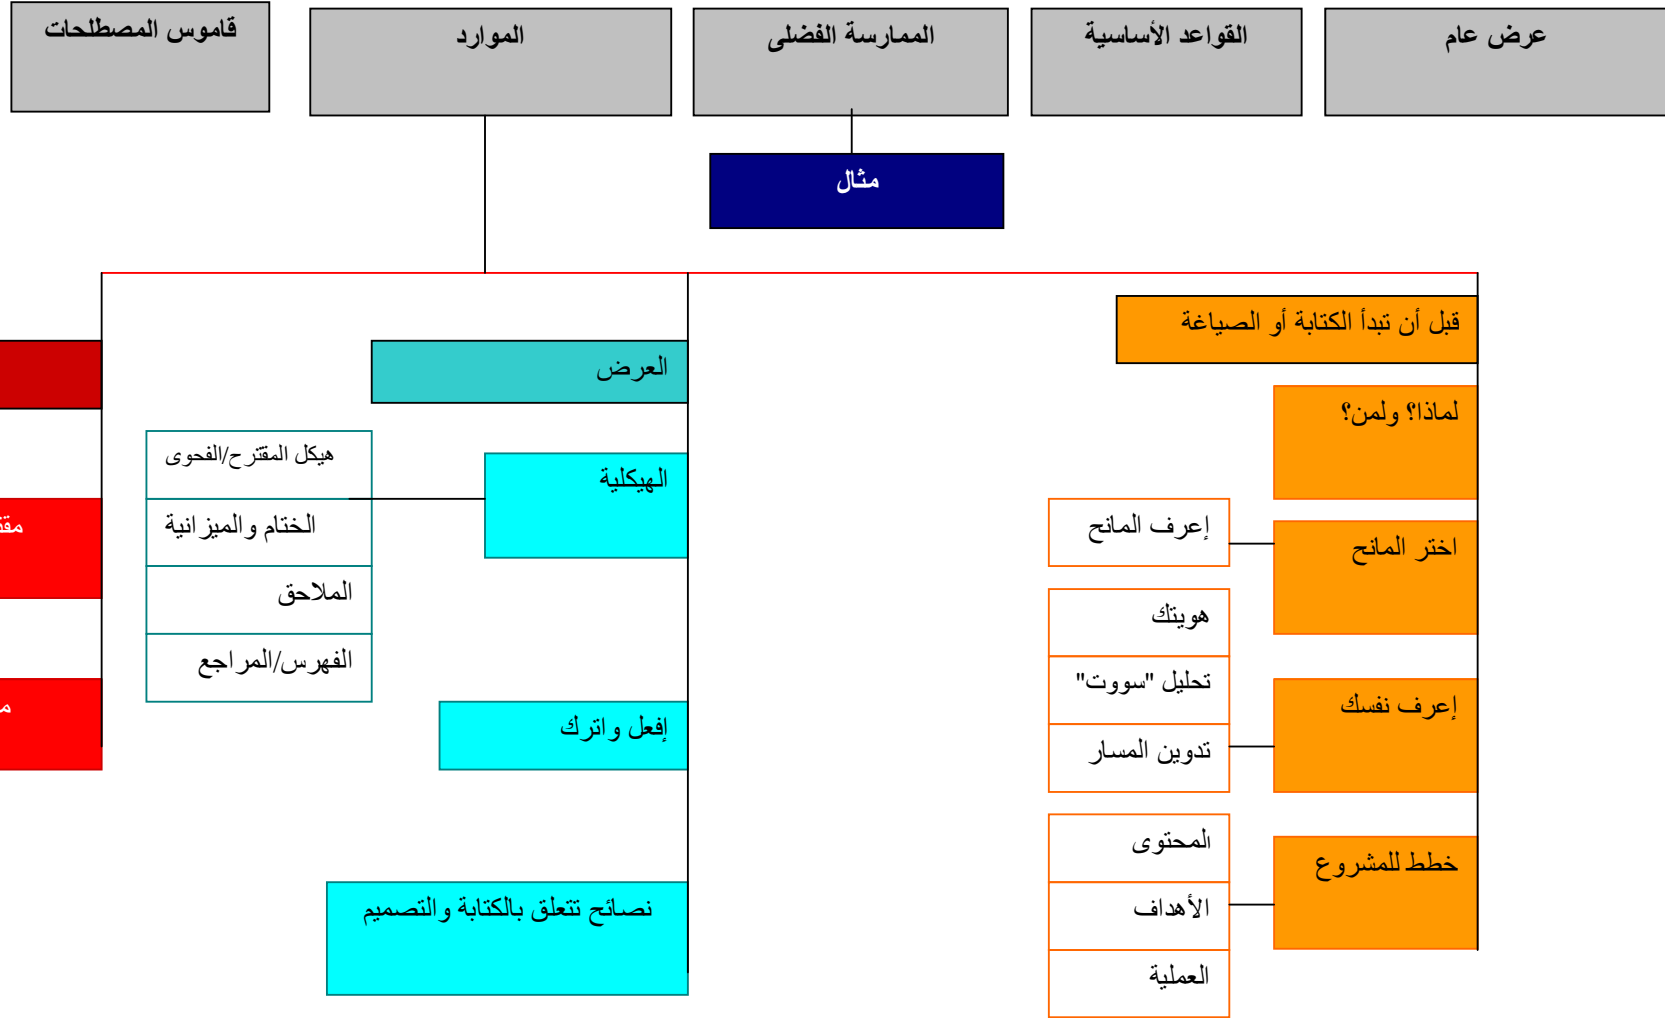 عرض عام
القواعد الأساسية
الممارسة الفضلى
الموارد
قاموس المصطلحات
مثال
قبل أن تبدأ الكتابة أو الصياغة
لماذا؟ ولمن؟
اختر المانح
إعرف المانح
إعرف نفسك
هويتك
تحليل "سووت"
تدوين المسار
خطط للمشروع
المحتوى
الأهداف
العملية
العرض
الهيكلية
هيكل المقترح/الفحوى
الختام والميزانية
الملاحق
الفهرس/المراجع
إفعل واترك
نصائح تتعلق بالكتابة والتصميم